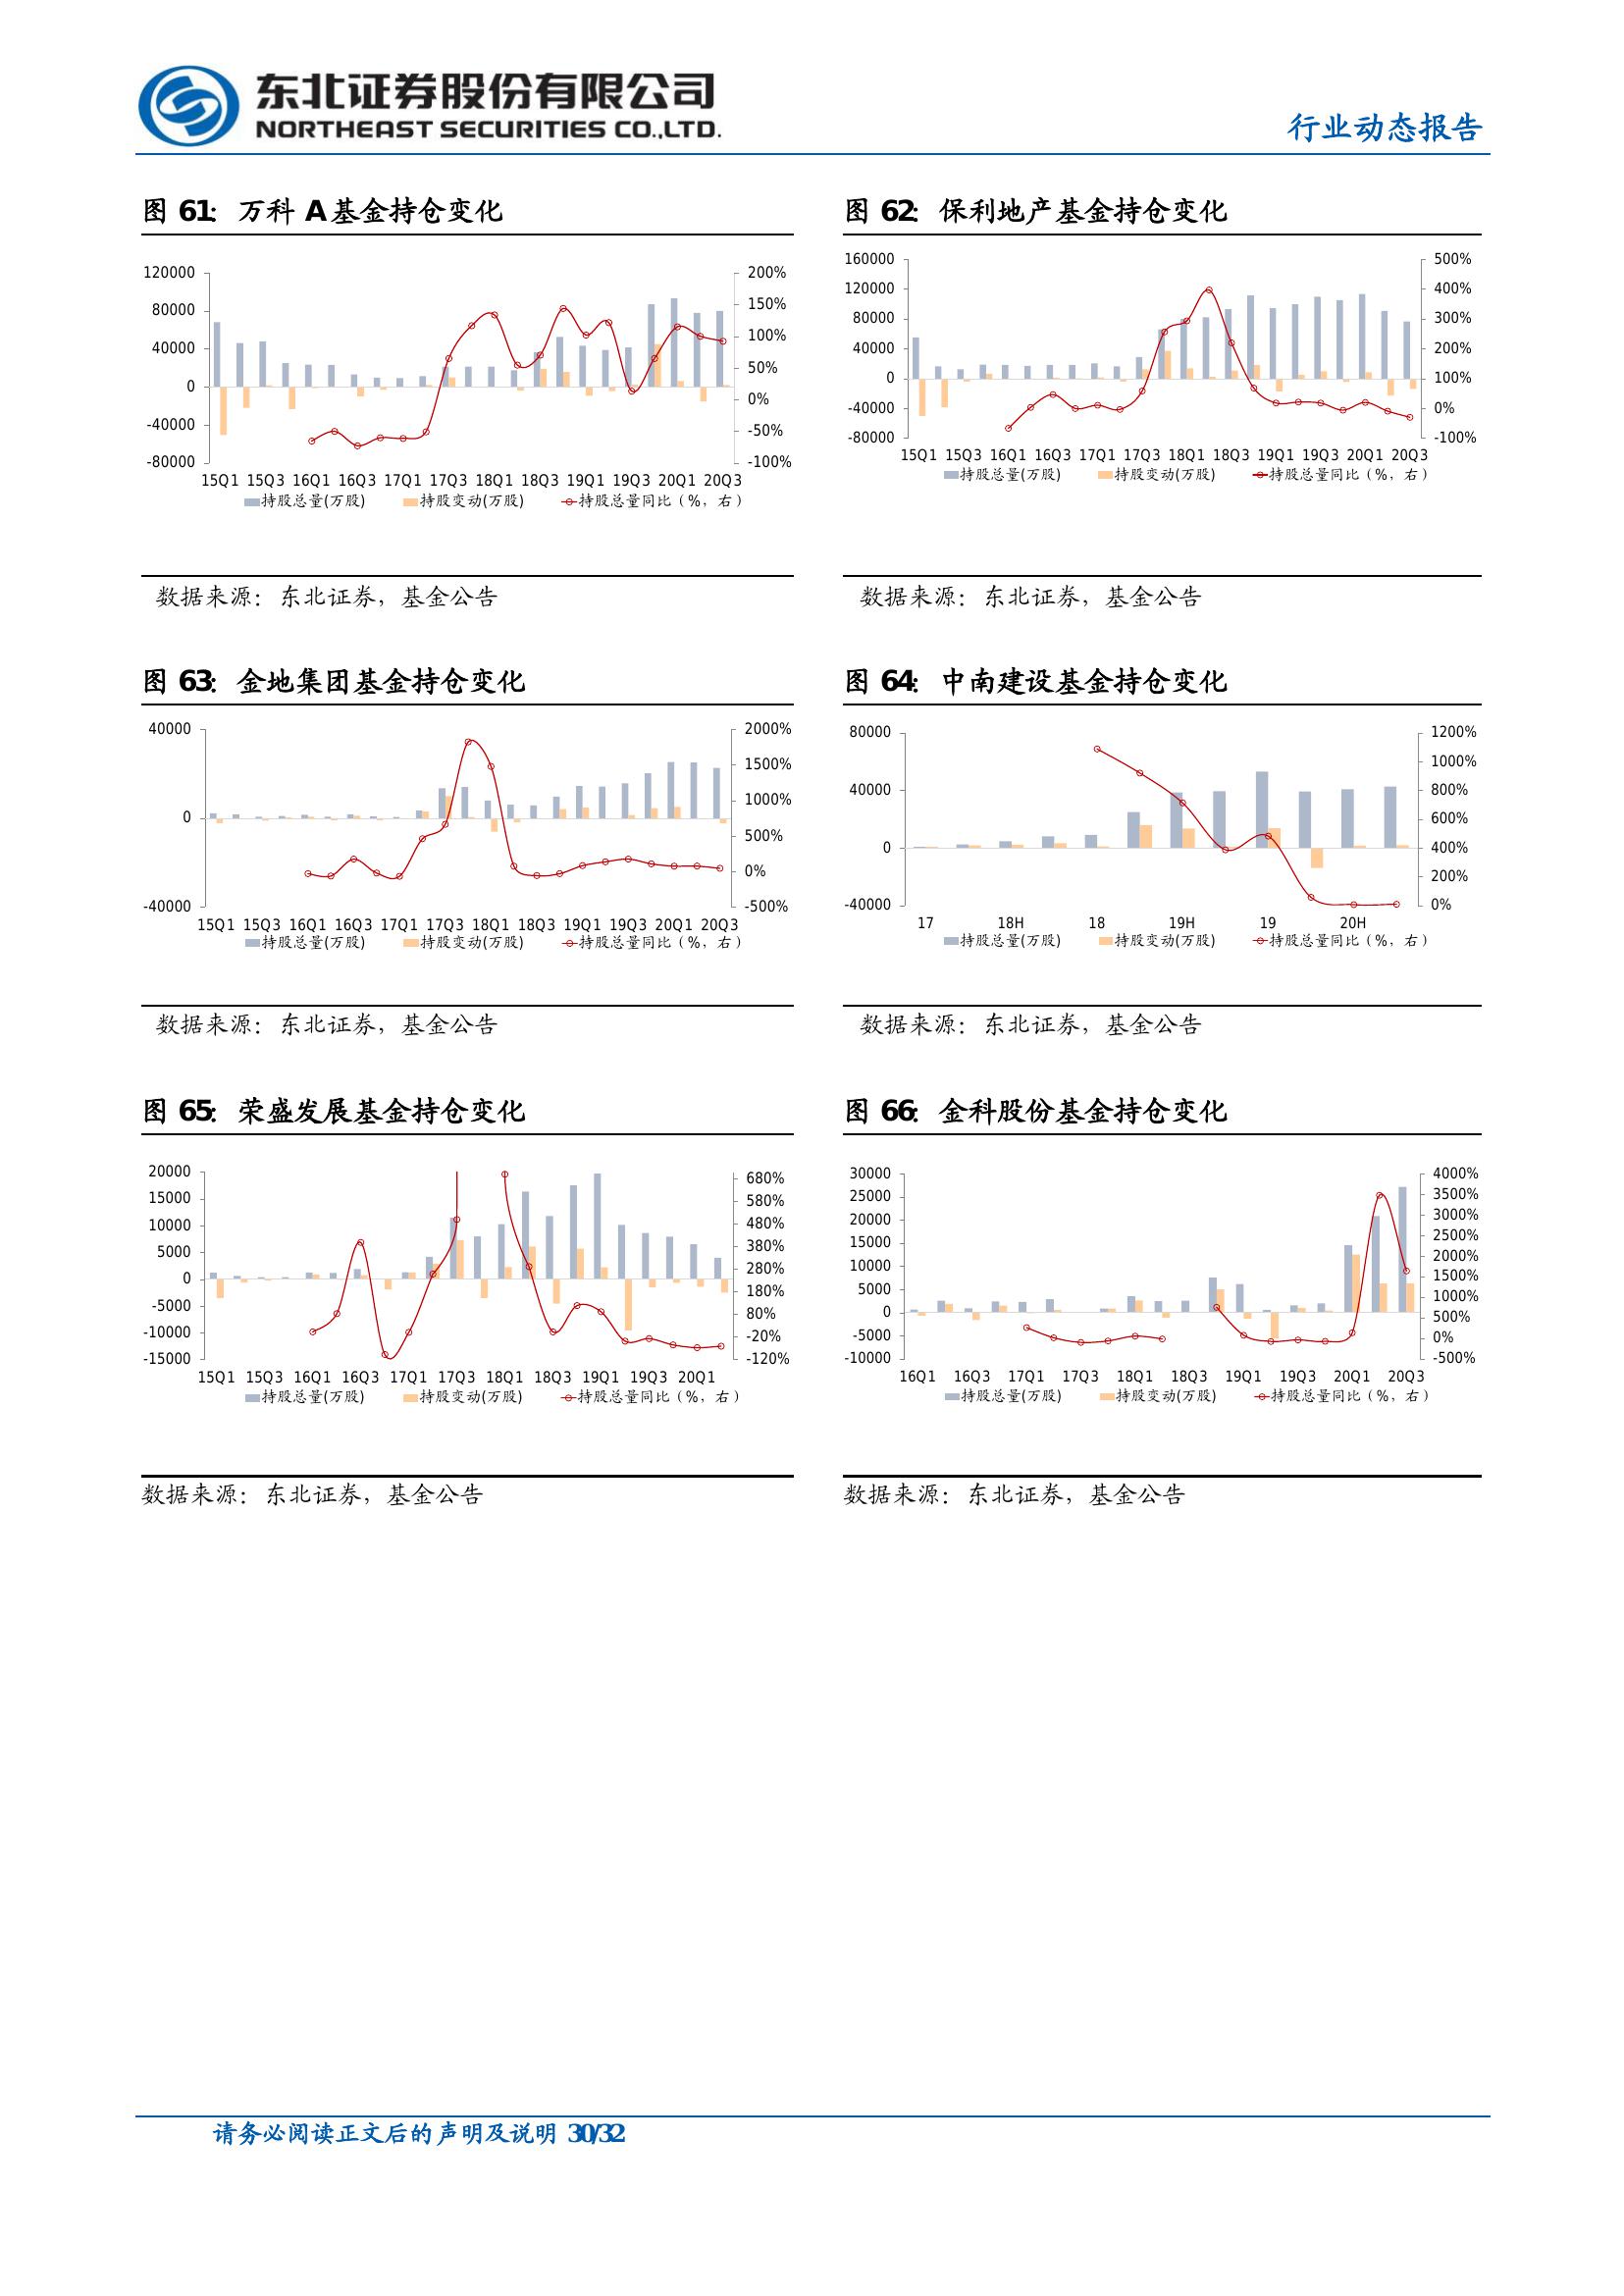 东北证券股份有限公司
NORTHEAST SECURITIES CO.,LTD.
行业动态报告
图 61：万科 A 基金持仓变化
120000
80000
40000
0
-40000
-80000
200%
150%
100%
50%
0%
-50%
-100%
15Q1 15Q3 16Q1 16Q3 17Q1 17Q3 18Q1 18Q3 19Q1 19Q3 20Q1 20Q3
持股总量(万股) 持股变动(万股) 持股总量同比（%，右）
数据来源：东北证券，基金公告
图 62：保利地产基金持仓变化
160000
120000
80000
40000
0
-40000
-80000
500%
400%
300%
200%
100%
0%
-100%
15Q1 15Q3 16Q1 16Q3 17Q1 17Q3 18Q1 18Q3 19Q1 19Q3 20Q1 20Q3
持股总量(万股) 持股变动(万股) 持股总量同比（%，右）
数据来源：东北证券，基金公告
图 63：金地集团基金持仓变化
40000
0
-40000
2000%
1500%
1000%
500%
0%
-500%
15Q1 15Q3 16Q1 16Q3 17Q1 17Q3 18Q1 18Q3 19Q1 19Q3 20Q1 20Q3
持股总量(万股) 持股变动(万股) 持股总量同比（%，右）
数据来源：东北证券，基金公告
图 64：中南建设基金持仓变化
80000
40000
0
-40000
1200%
1000%
800%
600%
400%
200%
0%
17 18H 18 19H 19 20H
持股总量(万股) 持股变动(万股) 持股总量同比（%，右）
数据来源：东北证券，基金公告
图 65：荣盛发展基金持仓变化
20000
15000
10000
5000
0
-5000
-10000
-15000
680%
580%
480%
380%
280%
180%
80%
-20%
-120%
15Q1 15Q3 16Q1 16Q3 17Q1 17Q3 18Q1 18Q3 19Q1 19Q3 20Q1
持股总量(万股) 持股变动(万股) 持股总量同比（%，右）
数据来源：东北证券，基金公告
图 66：金科股份基金持仓变化
30000
25000
20000
15000
10000
5000
0
-5000
-10000
4000%
3500%
3000%
2500%
2000%
1500%
1000%
500%
0%
-500%
16Q1 16Q3 17Q1 17Q3 18Q1 18Q3 19Q1 19Q3 20Q1 20Q3
持股总量(万股) 持股变动(万股) 持股总量同比（%，右）
数据来源：东北证券，基金公告
请务必阅读正文后的声明及说明 30/32